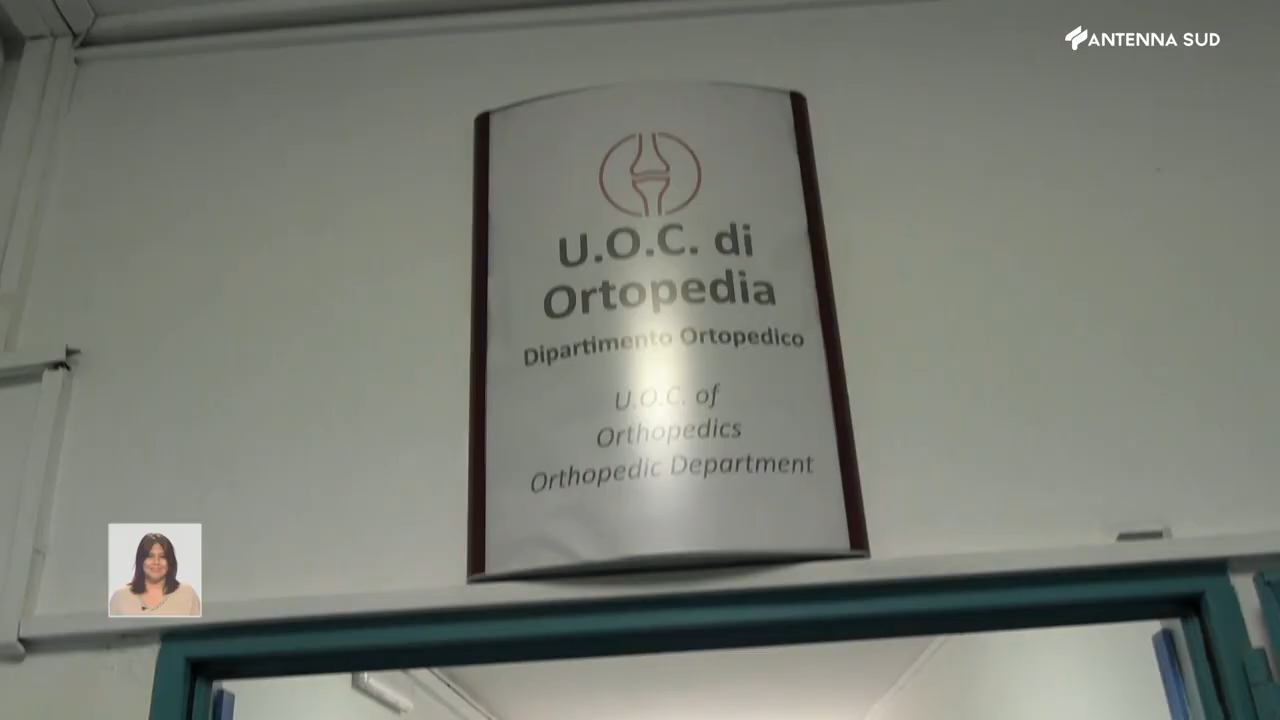 ANTENNA SUD
U.O.C. di
Ortopedia
Dipartimento Ortopedico
U.O.C. of
Orthopedics
Orthopedic Department